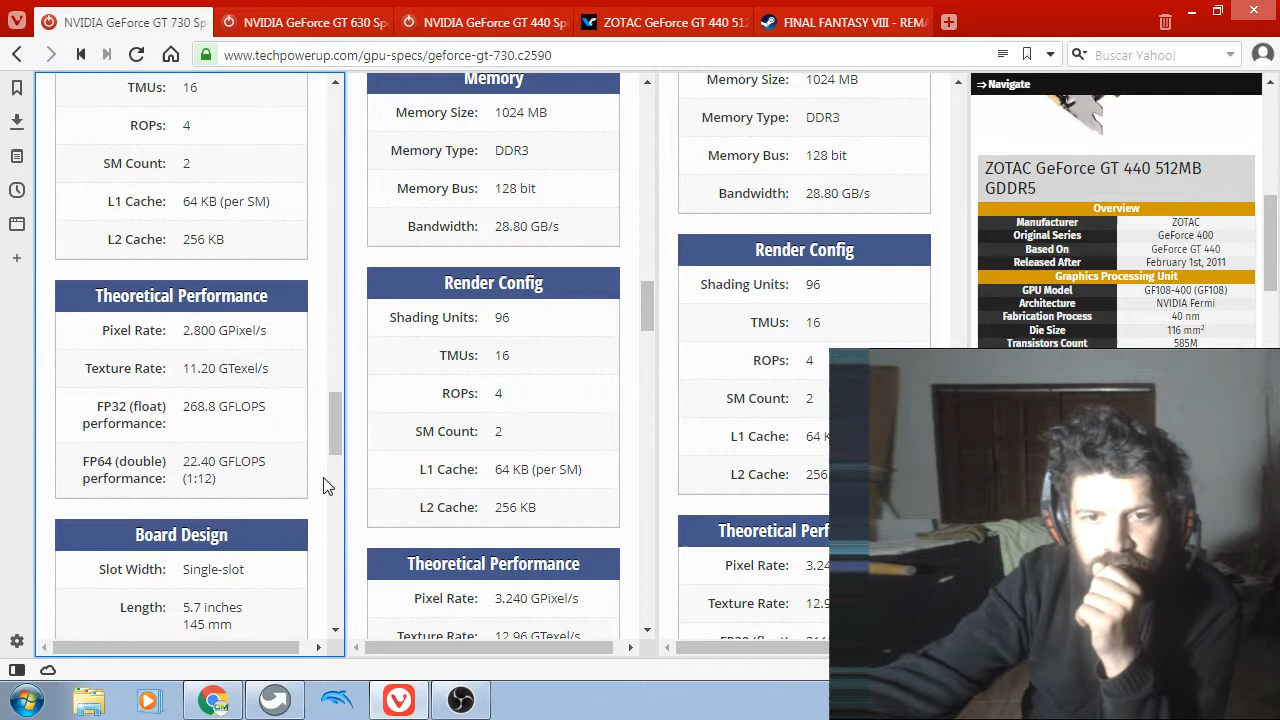 NVIDIA GeForce GT 730 Sp
NVIDIA GeForce GT 630 Sp
NVIDIA GeForce GT 440 Sp
ZOTAC GeForce GT 440 512
FINAL FANTASY VIII - REMA
www.techpowerup.com/gpu-specs/geforce-gt-730.c2590
Buscar Yahoo!
TMUs: 16
ROPs: 4
SM Count: 2
L1 Cache: 64 KB (per SM)
L2 Cache: 256 KB
Theoretical Performance
Pixel Rate: 2.800 GPixel/s
Texture Rate: 11.20 GTexel/s
FP32 (float) performance: 268.8 GFLOPS
FP64 (double) performance: 22.40 GFLOPS (1:12)
Board Design
Slot Width: Single-slot
Length: 5.7 inches
145 mm
Memory
Memory Size: 1024 MB
Memory Type: DDR3
Memory Bus: 128 bit
Bandwidth: 28.80 GB/s
Render Config
Shading Units: 96
TMUs: 16
ROPs: 4
SM Count: 2
L1 Cache: 64 KB (per SM)
L2 Cache: 256 KB
Theoretical Performance
Pixel Rate: 3.240 GPixel/s
Texture Rate: 12.96 GTexel/s
Memory Size: 1024 MB
Memory Type: DDR3
Memory Bus: 128 bit
Bandwidth: 28.80 GB/s
Render Config
Shading Units: 96
TMUs: 16
ROPs: 4
SM Count: 2
L1 Cache: 64 K
L2 Cache: 256
Theoretical Perf
Pixel Rate: 3.24
Texture Rate: 12.9
⇒ Navigate
ZOTAC GeForce GT 440 512MB
GDDR5
Overview
Manufacturer ZOTAC
Original Series GeForce 400
Based On GeForce GT 440
Released After February 1st, 2011
Graphics Processing Unit
GPU Model GF108-400 (GF108)
Architecture NVIDIA Fermi
Fabrication Process 40 nm
Die Size 116 mm²
Transistors Count 585M